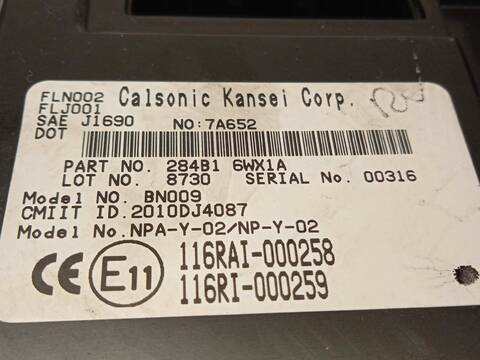 FLN002 Calsonic Kansei Corp.
FLJ001
SAE J1690 NO:7A652
DOT
PART NO. 284B1 6WX1A
LOT NO. 8730 SERIAL NO. 00316
Model NO. BN009
CMIIT ID.2010DJ4087
Model No.NPA-Y-02/NP-Y-02
CE E11 116RAI-000258
116RI-000259